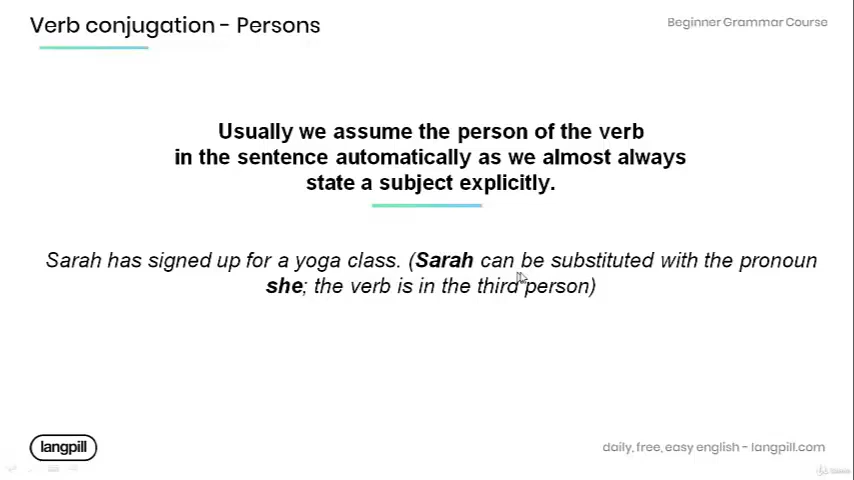 Verb conjugation - Persons
Beginner Grammar Course
Usually we assume the person of the verb
in the sentence automatically as we almost always
state a subject explicitly.
Sarah has signed up for a yoga class. (Sarah can be substituted with the pronoun
she; the verb is in the third person)
langpill
daily, free, easy english - langpill.com